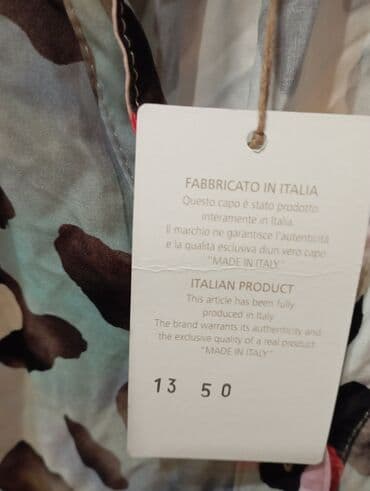 FABBRICATO IN ITALIA
Questo capo è stato prodotto
interamente in Italia.
Il marchio ne garantisce l'autenticità
e la qualità esclusiva di un vero capo
"MADE IN ITALY"
ITALIAN PRODUCT
This article has been fully
produced in Italy
The brand warrants its authenticity and
the exclusive quality of a real product
"MADE IN ITALY"
13 50